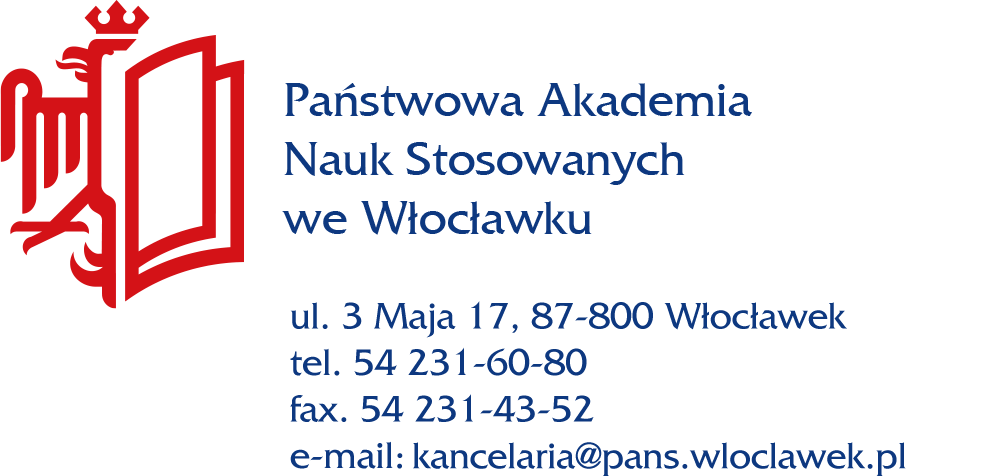 Państwowa Akademia
Nauk Stosowanych
we Włocławku
ul. 3 Maja 17, 87-800 Włocławek
tel. 54 231-60-80
fax. 54 231-43-52
e-mail: kancelaria@pans.wloclawek.pl